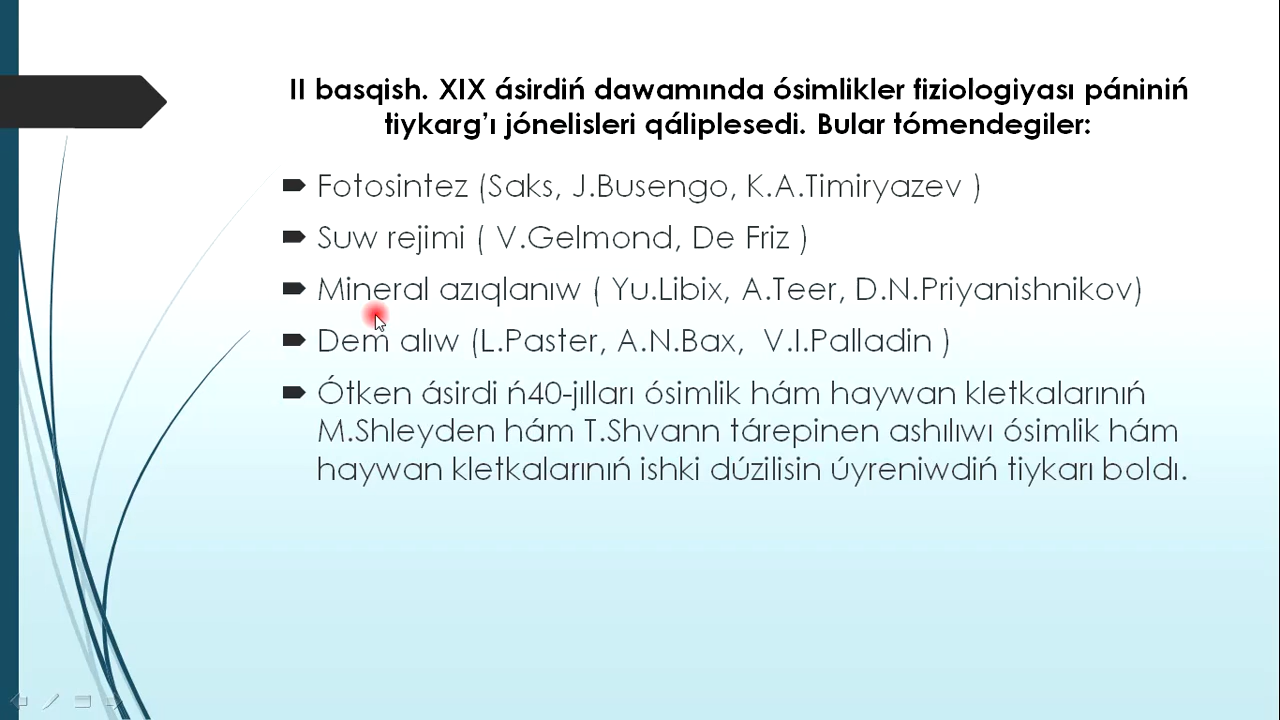 II basqish. XIX ásirdiń dawamında ósimlikler fiziologiyası pániniń
tiykarg’ı jónelisleri qáliplesedi. Bular tómendegiler:
Fotosintez (Saks, J.Busengo, K.A.Timiryazev )
Suw rejimi ( V.Gelmond, De Friz )
Mineral azıqlanıw ( Yu.Libix, A.Teer, D.N.Priyanishnikov)
Dem alıw (L.Paster, A.N.Bax,  V.I.Palladin )
Ótken ásirdi ń40-jılları ósimlik hám haywan kletkalarınıń
M.Shleyden hám T.Shvann tárepinen ashılıwı ósimlik hám
haywan kletkalarınıń ishki dúzilisin úyreniwdiń tiykarı boldı.